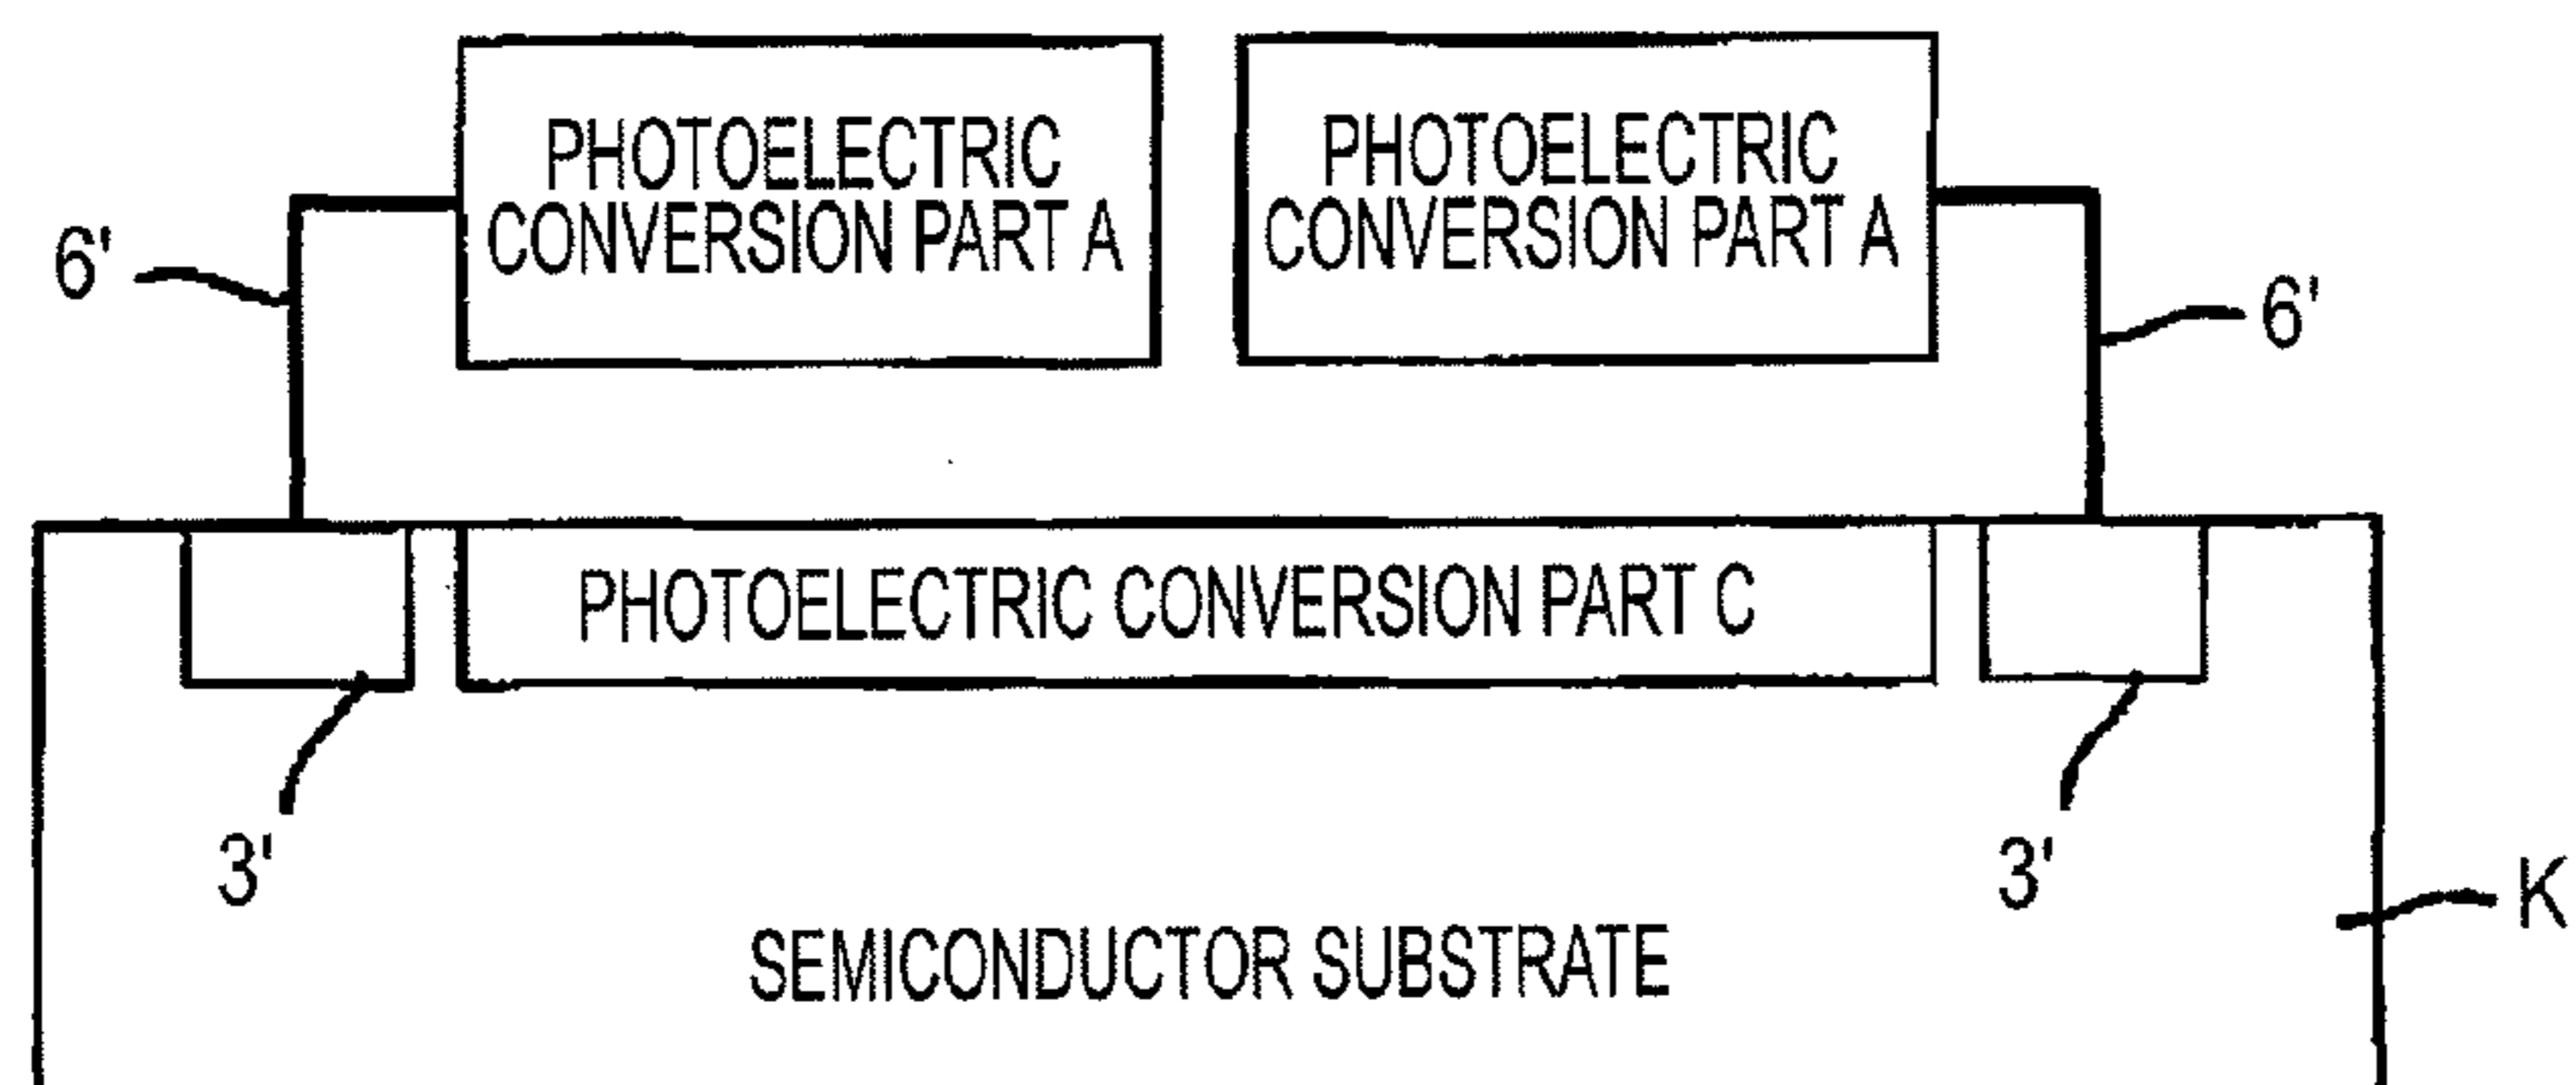 PHOTOELECTRIC
CONVERSION PART A
PHOTOELECTRIC
CONVERSION PART A
6'
6'
PHOTOELECTRIC CONVERSION PART C
3'
3'
K
SEMICONDUCTOR SUBSTRATE